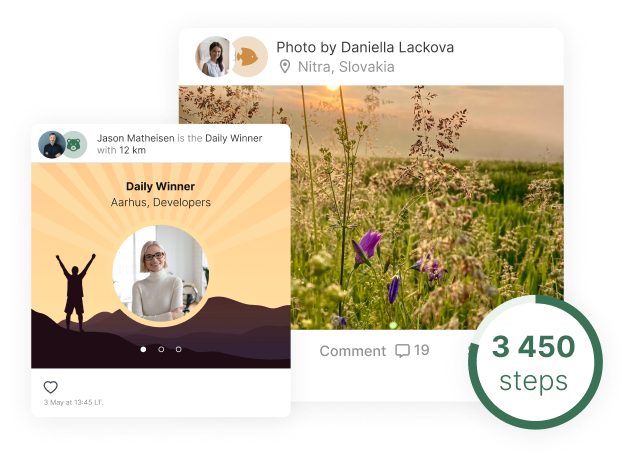 Photo by Daniella Lackova
Nitra, Slovakia
Jason Matheisen is the Daily Winner
with 12 km
Daily Winner
Aarhus, Developers
Comment 19
3 450
steps
3 May at 13:45 LT.